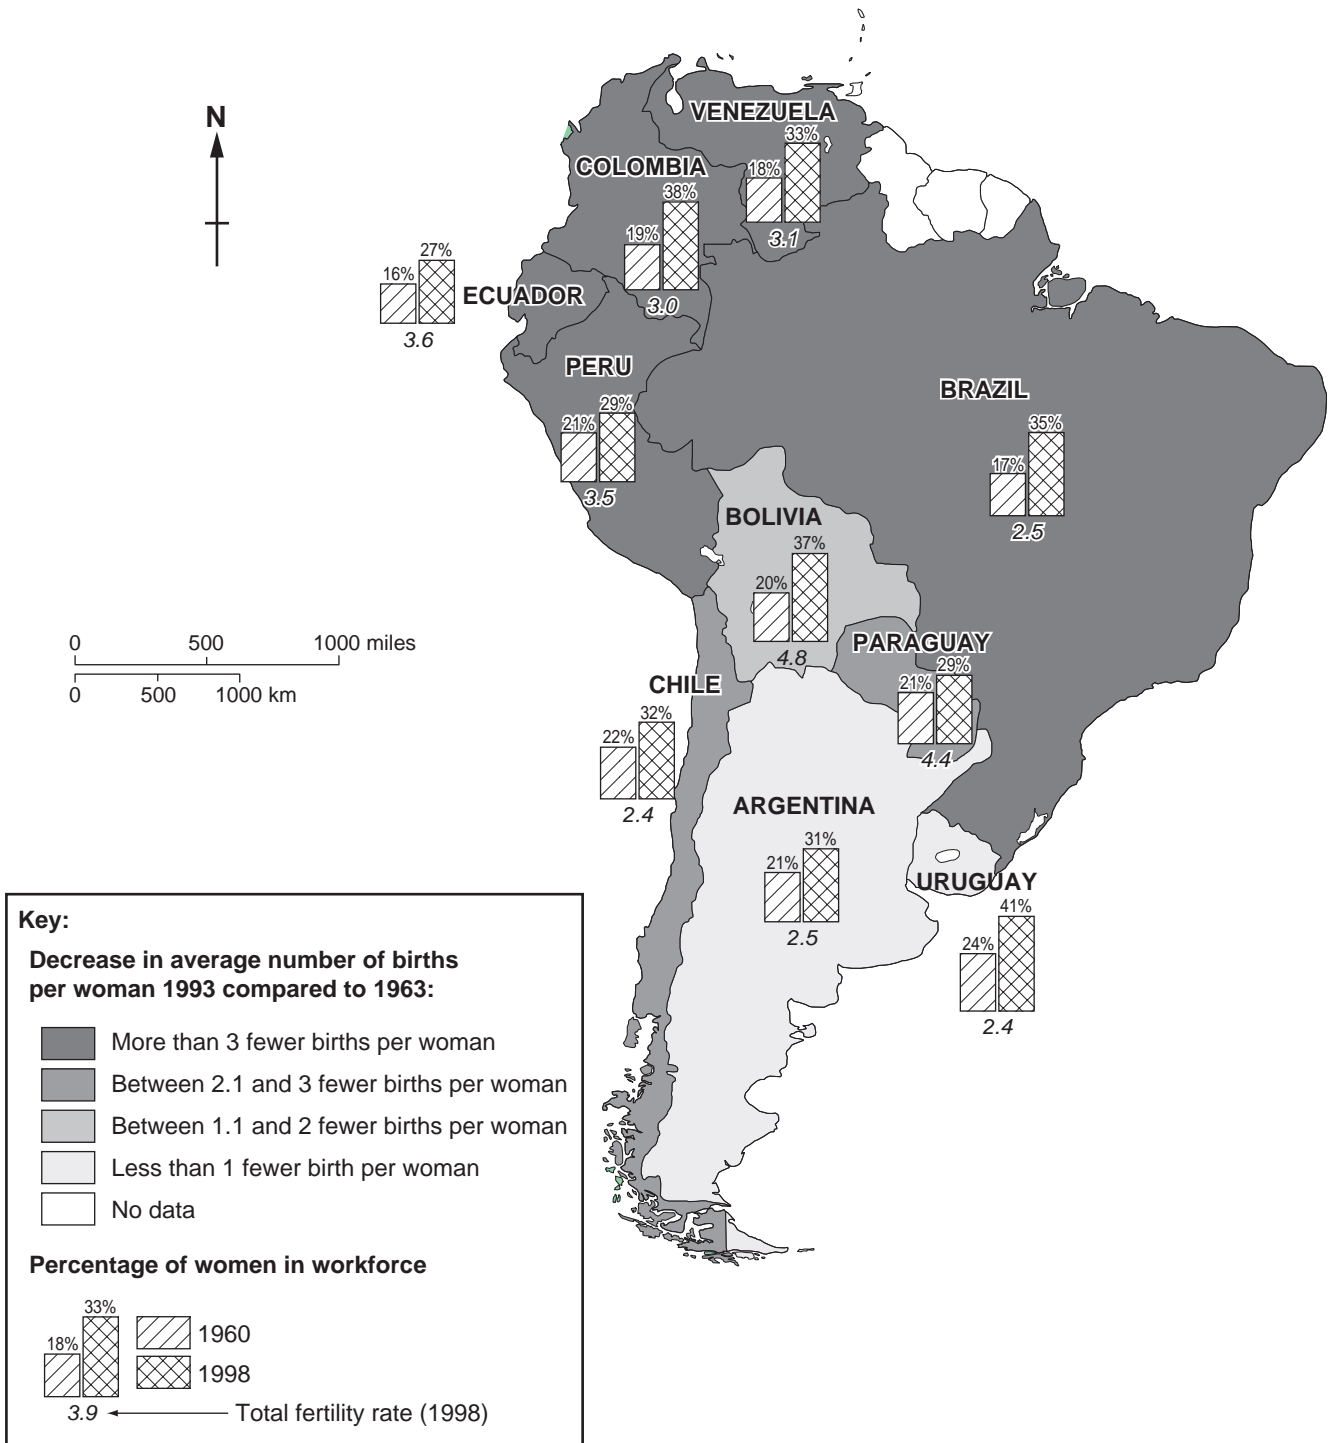 N
VENEZUELA
33%
18%
3.1
COLOMBIA
38%
19%
3.0
27%
16%
ECUADOR
3.6
PERU
29%
21%
3.5
BRAZIL
35%
17%
2.5
BOLIVIA
37%
20%
4.8
PARAGUAY
29%
21%
4.4
0 500 1000 miles
0 500 1000 km
CHILE
32%
22%
2.4
ARGENTINA
31%
21%
2.5
URUGUAY
41%
24%
2.4
Key:
Decrease in average number of births
per woman 1993 compared to 1963:
More than 3 fewer births per woman
Between 2.1 and 3 fewer births per woman
Between 1.1 and 2 fewer births per woman
Less than 1 fewer birth per woman
No data
Percentage of women in workforce
33%
18%
1960
1998
3.9
Total fertility rate (1998)